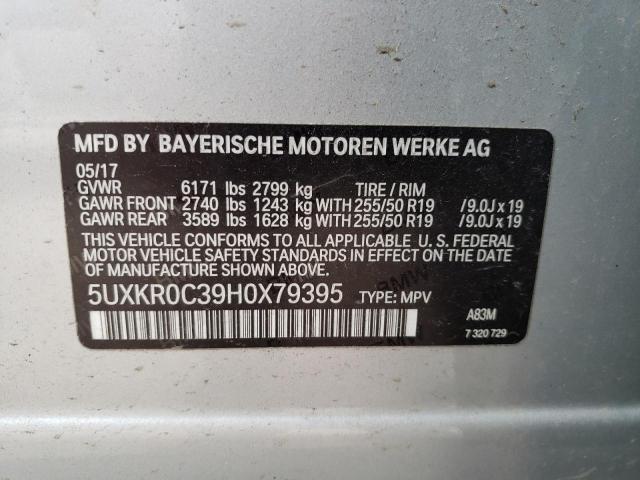 MFD BY BAYERISCHE MOTOREN WERKE AG
05/17
GVWR 6171 lbs 2799 kg TIRE / RIM
GAWR FRONT 2740 lbs 1243 kg WITH 255/50 R19 /9.0J x 19
GAWR REAR 3589 lbs 1628 kg WITH 255/50 R19 /9.0J x 19
THIS VEHICLE CONFORMS TO ALL APPLICABLE U. S. FEDERAL
MOTOR VEHICLE SAFETY STANDARDS IN EFFECT ON THE DATE
OF MANUFACTURE SHOWN ABOVE.
5UXKR0C39H0X79395 TYPE: MPV
A83M
7 320 729